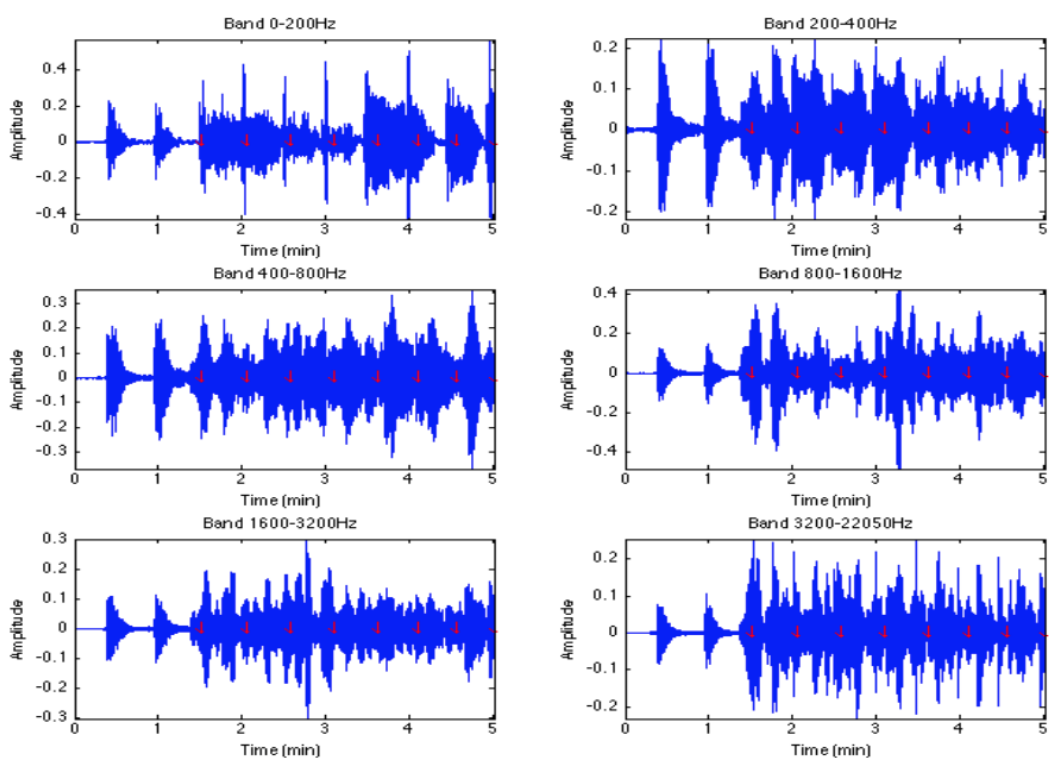 Band 0-200Hz
0.4
0.2
0
-0.2
-0.4
Amplitude
0 1 2 3 4 5
Time (min)
Band 200-400Hz
0.2
0.1
0
-0.1
-0.2
Amplitude
0 1 2 3 4 5
Time (min)
Band 400-800Hz
0.3
0.2
0.1
0
-0.1
-0.2
-0.3
Amplitude
0 1 2 3 4 5
Time (min)
Band 800-1600Hz
0.4
0.2
0
-0.2
-0.4
Amplitude
0 1 2 3 4 5
Time (min)
Band 1600-3200Hz
0.3
0.2
0.1
0
-0.1
-0.2
-0.3
Amplitude
0 1 2 3 4 5
Time (min)
Band 3200-22050Hz
0.2
0.1
0
-0.1
-0.2
Amplitude
0 1 2 3 4 5
Time (min)